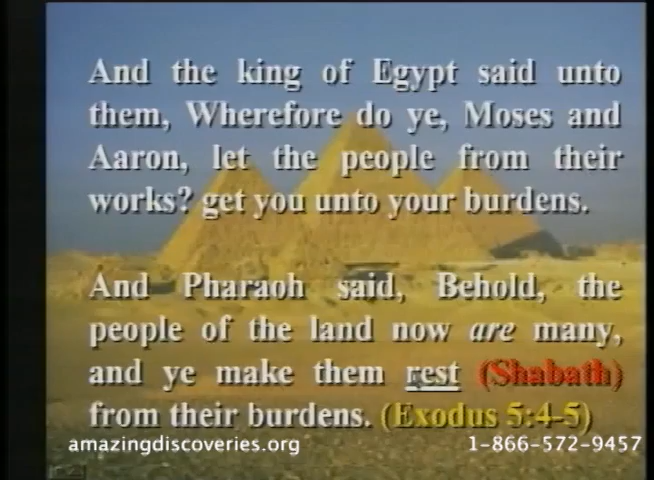 And the king of Egypt said unto
them, Wherefore do ye, Moses and
Aaron, let the people from their
works? get you unto your burdens.
And Pharaoh said, Behold, the
people of the land now are many,
and ye make them rest (Shabath)
from their burdens. (Exodus 5:4-5)
amazingdiscoveries.org 1-866-572-9457